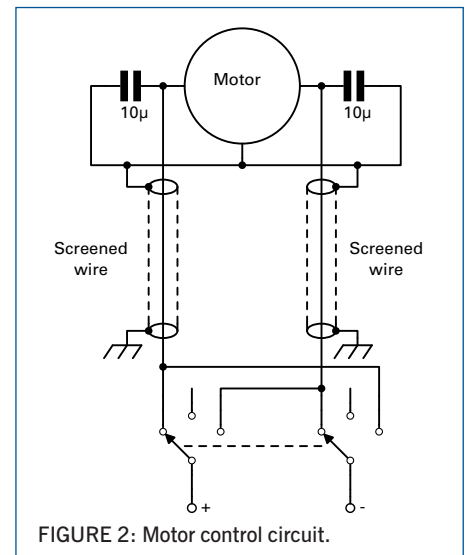 Motor
10μ
10μ
Screened
wire
Screened
wire
+
-
FIGURE 2: Motor control circuit.